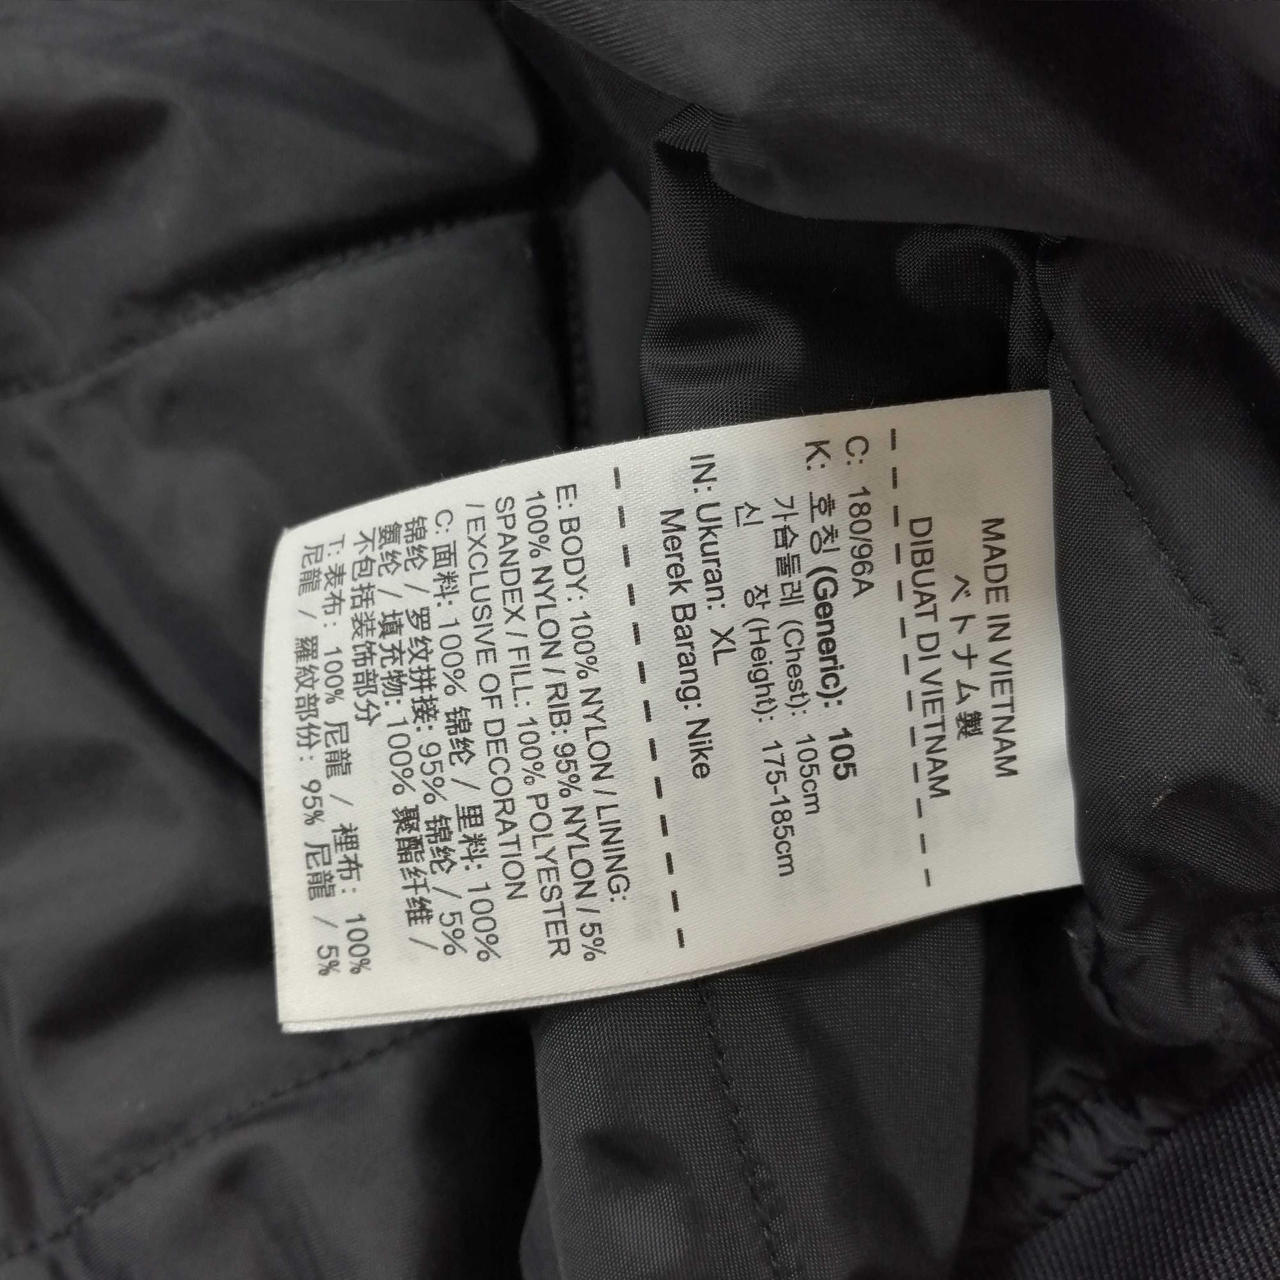 MADE IN VIETNAM
ベトナム製
DIBUAT DI VIETNAM
C: 180/96A
K: 호칭 (Generic): 105
가슴둘레 (Chest): 105cm
신 장 (Height): 175-185cm
IN: Ukuran: XL
Merek Barang: Nike
E: BODY: 100% NYLON / LINING:
100% NYLON / RIB: 95% NYLON / 5%
SPANDEX / FILL: 100% POLYESTER
/ EXCLUSIVE OF DECORATION
C: 面料: 100% 锦纶 / 里料: 100%
锦纶 / 罗纹拼接: 95% 锦纶 / 5%
氨纶 / 填充物: 100% 聚酯纤维 /
不包括装饰部分
T: 表布: 100% 尼龍 / 裡布: 100%
尼龍 / 羅紋部份: 95% 尼龍 / 5%